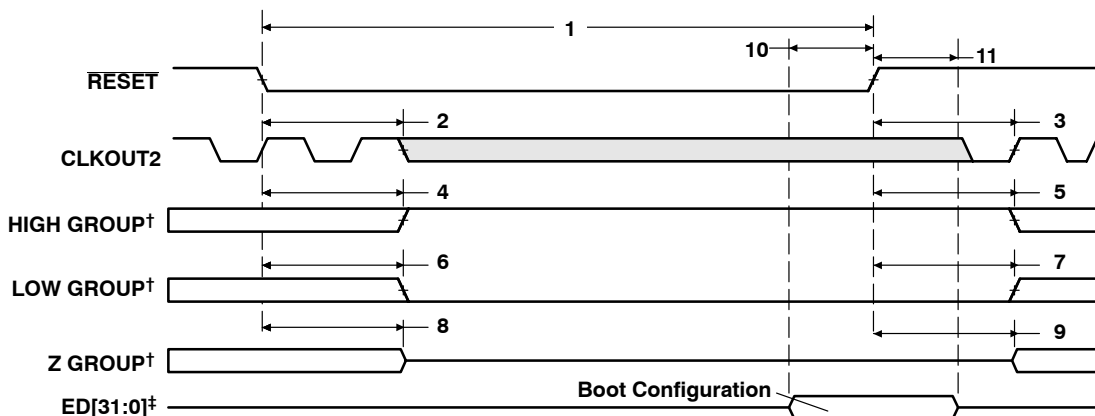 1
10
11
RESET
2
3
CLKOUT2
4
5
HIGH GROUP†
6
7
LOW GROUP†
8
9
Z GROUP†
Boot Configuration
ED[31:0]‡